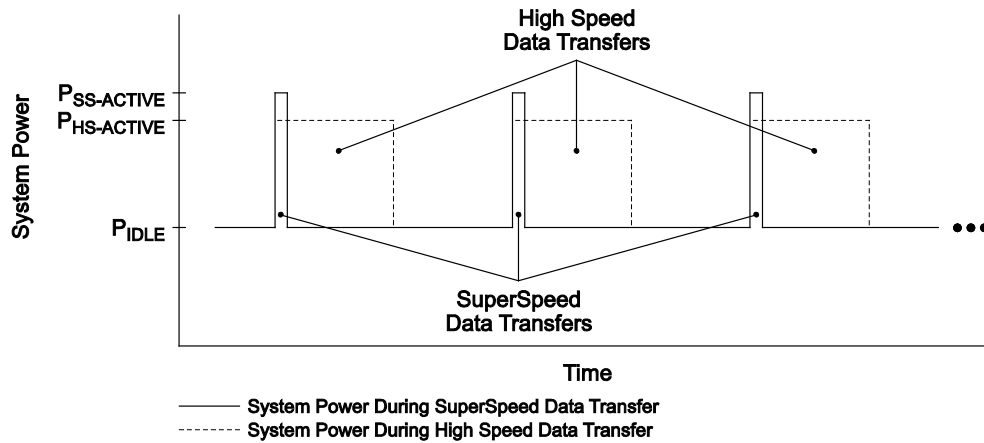 High Speed
Data Transfers
System Power
PSS-ACTIVE
PHS-ACTIVE
PIDLE
SuperSpeed
Data Transfers
Time
System Power During SuperSpeed Data Transfer
System Power During High Speed Data Transfer